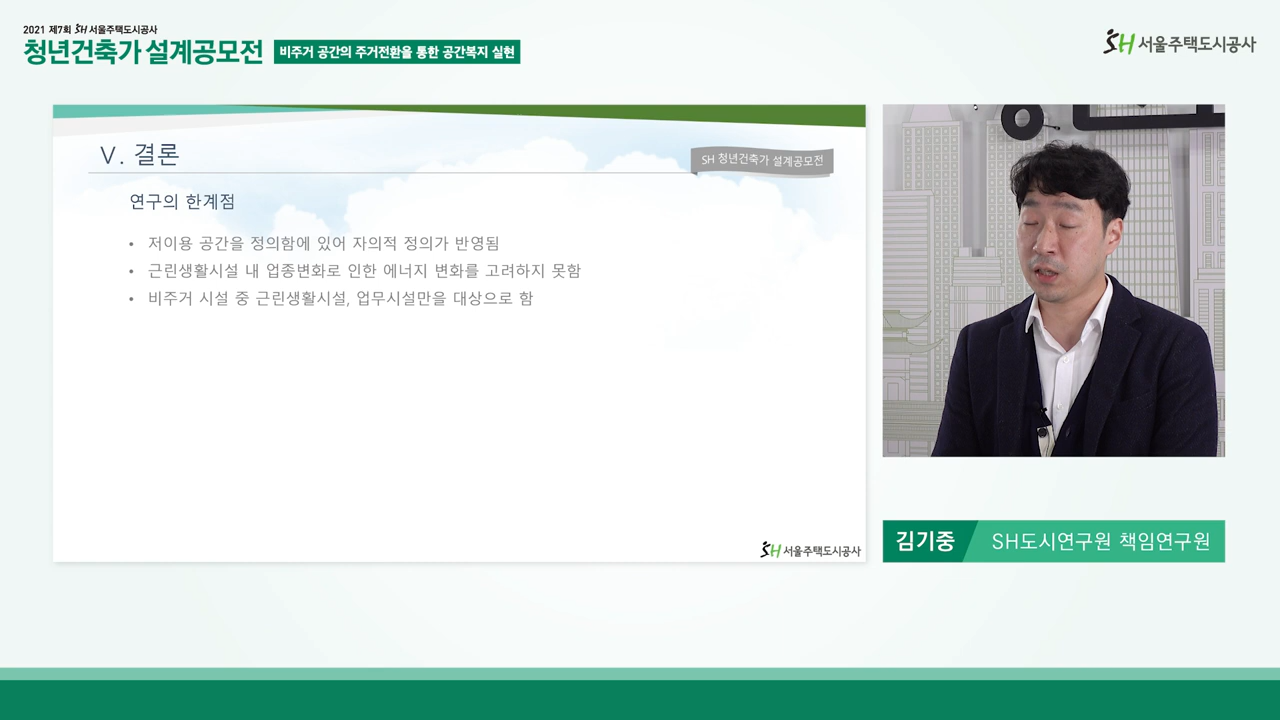 2021 제7회 SH 서울주택도시공사
청년건축가 설계공모전 비주거 공간의 주거전환을 통한 공간복지 실현
SH 서울주택도시공사
V. 결론
SH 청년건축가 설계공모전
연구의 한계점
• 저이용 공간을 정의함에 있어 자의적 정의가 반영됨
• 근린생활시설 내 업종변화로 인한 에너지 변화를 고려하지 못함
• 비주거 시설 중 근린생활시설, 업무시설만을 대상으로 함
SH 서울주택도시공사
김기중 SH도시연구원 책임연구원